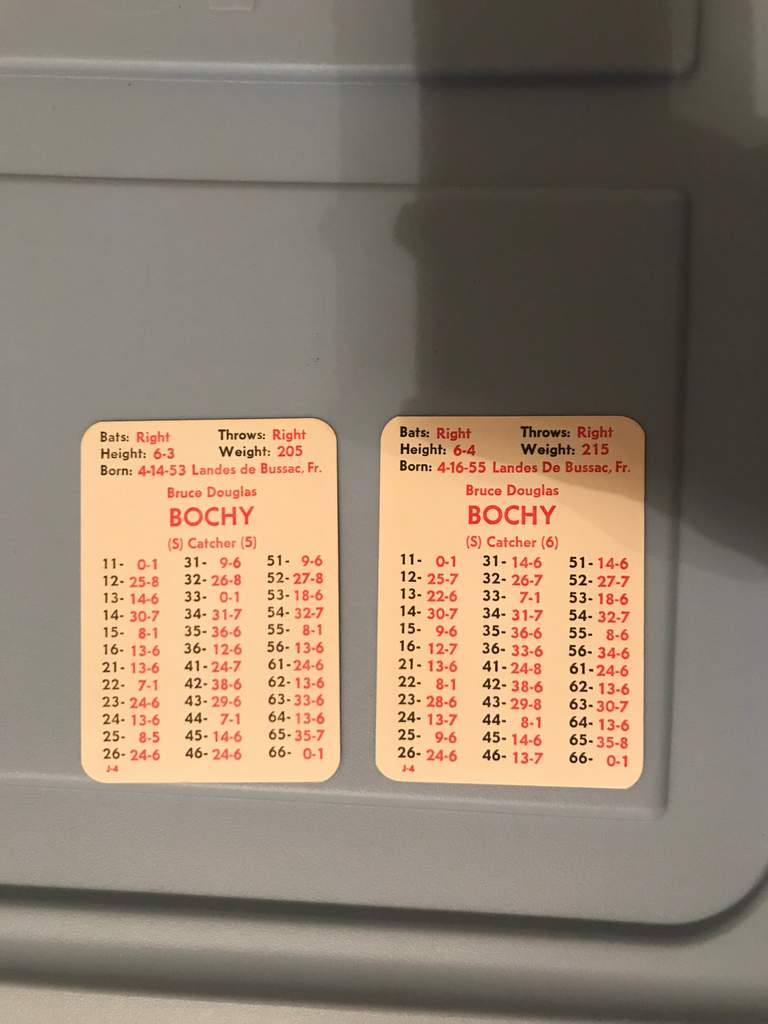 Bats: Right Throws: Right
Height: 6-3 Weight: 205
Born: 4-14-53 Landes de Bussac, Fr.
Bruce Douglas
BOCHY
(S) Catcher (5)
11- 0-1 31- 9-6 51- 9-6
12- 25-8 32- 26-8 52- 27-8
13- 14-6 33- 0-1 53- 18-6
14- 30-7 34- 31-7 54- 32-7
15- 8-1 35- 36-6 55- 8-1
16- 13-6 36- 12-6 56- 13-6
21- 13-6 41- 24-7 61- 24-6
22- 7-1 42- 38-6 62- 13-6
23- 24-6 43- 29-6 63- 33-6
24- 13-6 44- 7-1 64- 13-6
25- 8-5 45- 14-6 65- 35-7
26- 24-6 46- 24-6 66- 0-1
J-4
Bats: Right Throws: Right
Height: 6-4 Weight: 215
Born: 4-16-55 Landes De Bussac, Fr.
Bruce Douglas
BOCHY
(S) Catcher (6)
11- 0-1 31- 14-6 51- 14-6
12- 25-7 32- 26-7 52- 27-7
13- 22-6 33- 7-1 53- 18-6
14- 30-7 34- 31-7 54- 32-7
15- 9-6 35- 36-6 55- 8-6
16- 12-7 36- 33-6 56- 34-6
21- 13-6 41- 24-8 61- 24-6
22- 8-1 42- 38-6 62- 13-6
23- 28-6 43- 29-8 63- 30-7
24- 13-7 44- 8-1 64- 13-6
25- 9-6 45- 14-6 65- 35-8
26- 24-6 46- 13-7 66- 0-1
J-4